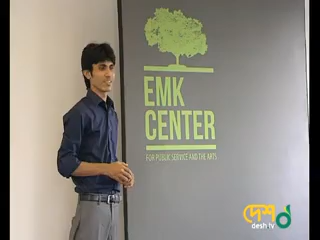 EMK
CENTER
FOR PUBLIC SERVICE AND THE ARTS
দেশ
desh tv